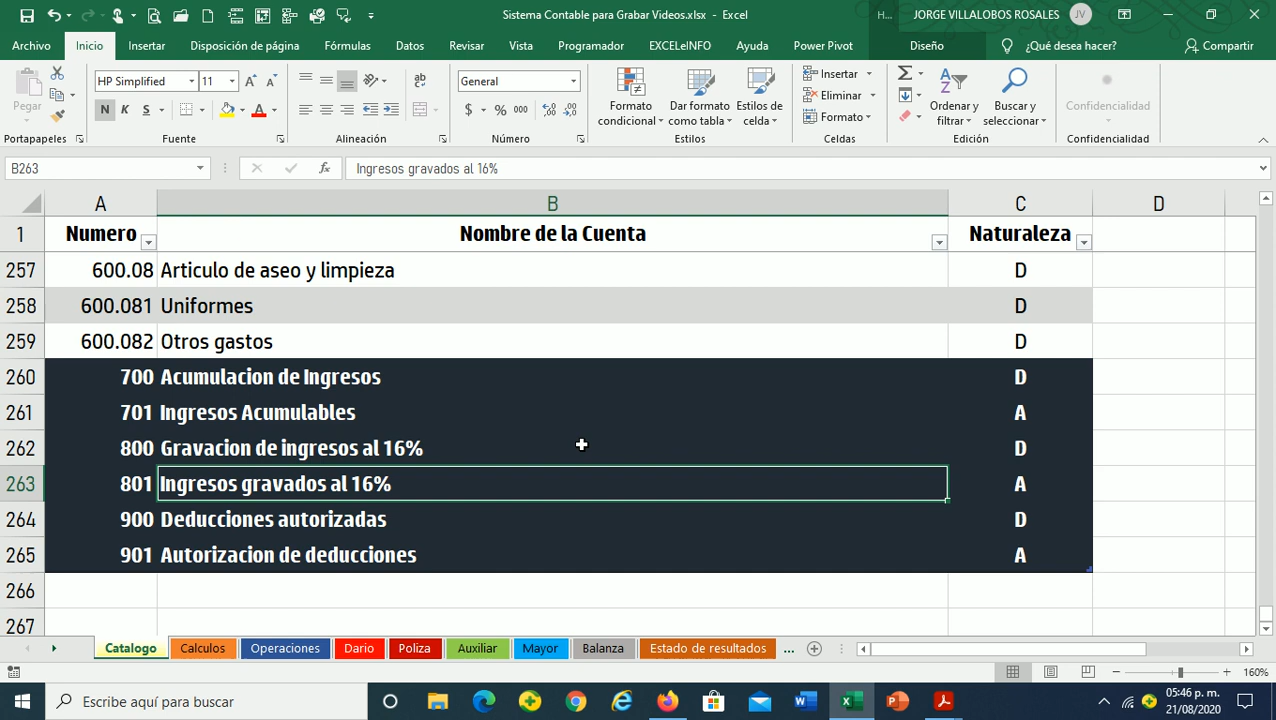 Sistema Contable para Grabar Videos.xlsx - Excel
H...
JORGE VILLALOBOS ROSALES
JV
Archivo Inicio Insertar Disposición de página Fórmulas Datos Revisar Vista Programador EXCELeINFO Ayuda Power Pivot Diseño ¿Qué desea hacer? Compartir
Pegar
HP Simplified 11
General
N K S
$ % 000
Formato condicional
Dar formato como tabla
Estilos de celda
Insertar
Eliminar
Formato
Ordenar y filtrar
Buscar y seleccionar
Confidencialidad
Portapapeles Fuente Alineación Número Estilos Celdas Edición Confidencialidad
B263 fx Ingresos gravados al 16%
A B C D
1 Numero Nombre de la Cuenta Naturaleza
257 600.08 Articulo de aseo y limpieza D
258 600.081 Uniformes D
259 600.082 Otros gastos D
260 700 Acumulacion de Ingresos D
261 701 Ingresos Acumulables A
262 800 Gravacion de ingresos al 16% D
263 801 Ingresos gravados al 16% A
264 900 Deducciones autorizadas D
265 901 Autorizacion de deducciones A
266
267
Catalogo Calculos Operaciones Dario Poliza Auxiliar Mayor Balanza Estado de resultados ...
160%
Escribe aquí para buscar
05:46 p. m.
21/08/2020